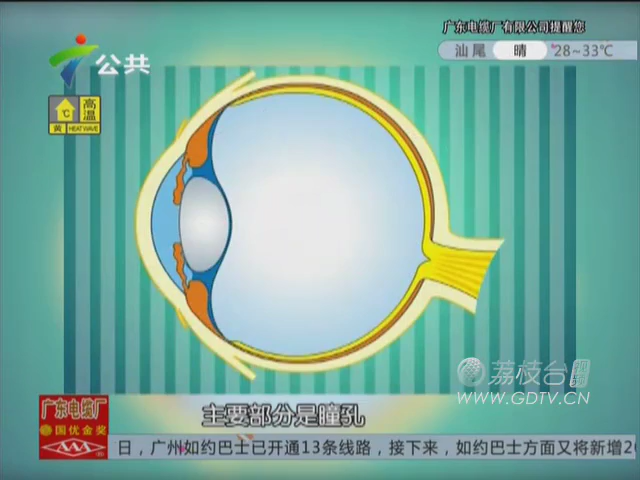 广东电缆厂有限公司提醒您
公共
汕尾 晴 28~33℃
高温
℃
黄 HEAT WAVE
荔枝台
www.GDTV.CN
广东电缆厂
国优金奖
AAA
主要部分是瞳孔
日，广州如约巴士已开通13条线路，接下来，如约巴士方面又将新增2